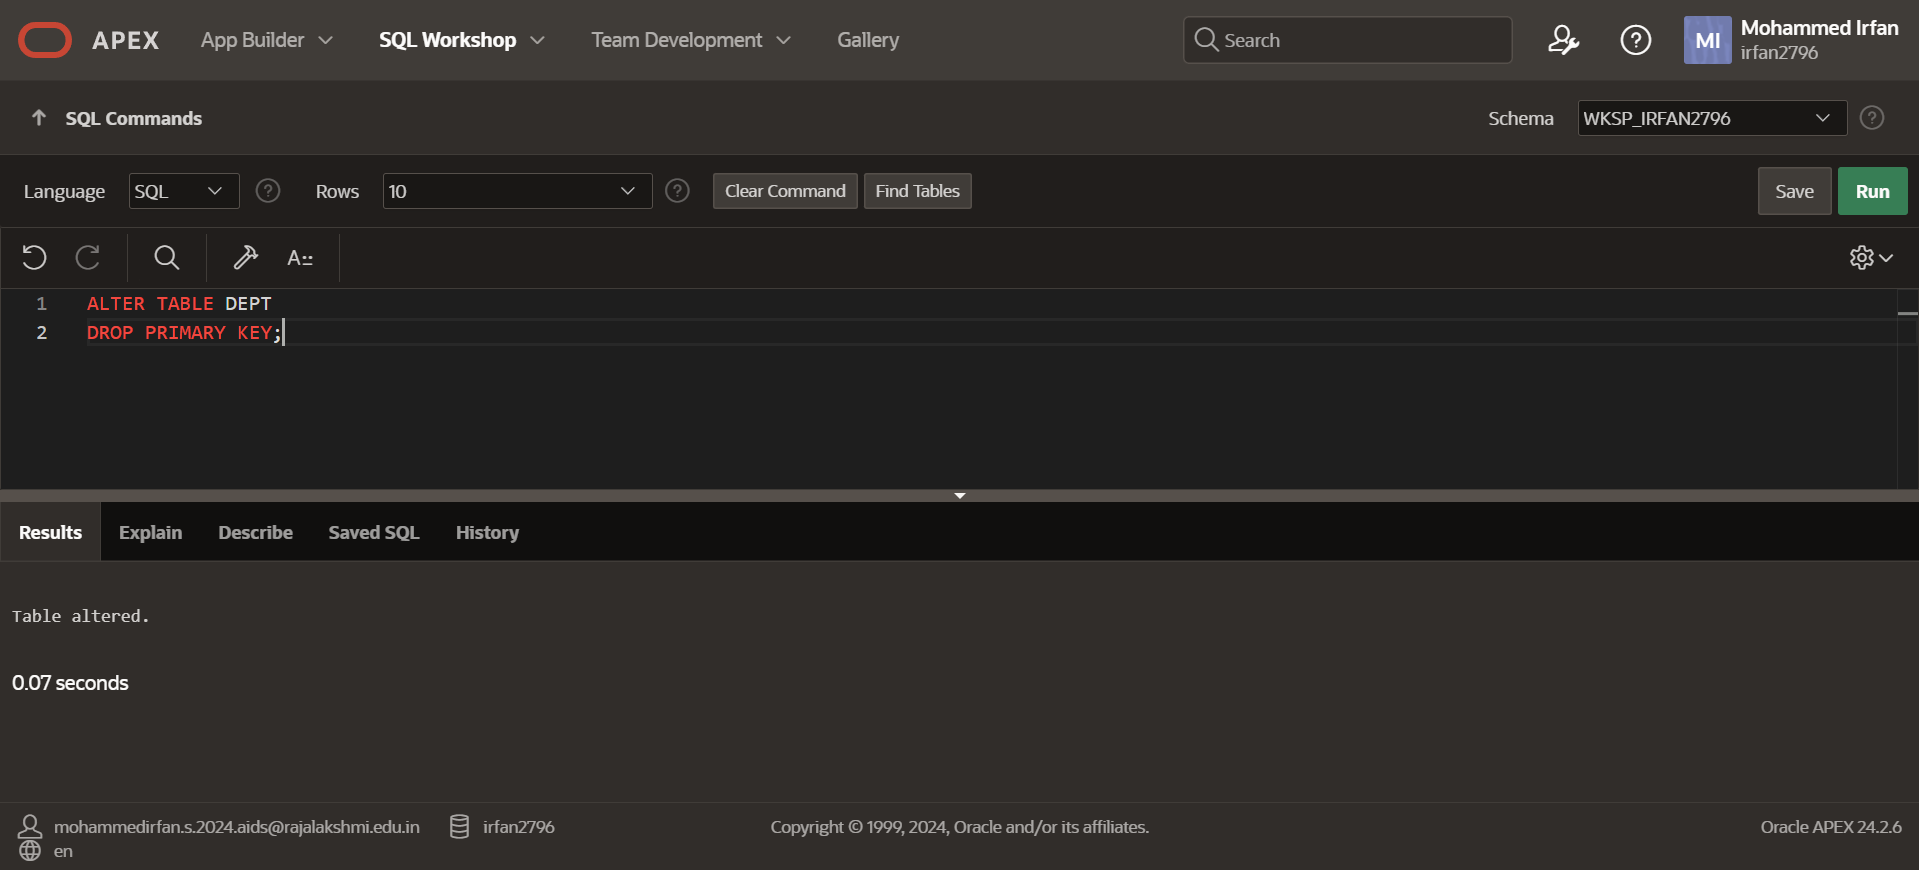 APEX App Builder SQL Workshop Team Development Gallery Search MI Mohammed Irfan
irfan2796
SQL Commands Schema WKSP_IRFAN2796
Language SQL Rows 10 Clear Command Find Tables Save Run
A::
1 ALTER TABLE DEPT
2 DROP PRIMARY KEY;
Results Explain Describe Saved SQL History
Table altered.
0.07 seconds
mohammedirfan.s.2024.aids@rajalakshmi.edu.in irfan2796 Copyright © 1999, 2024, Oracle and/or its affiliates. Oracle APEX 24.2.6
en